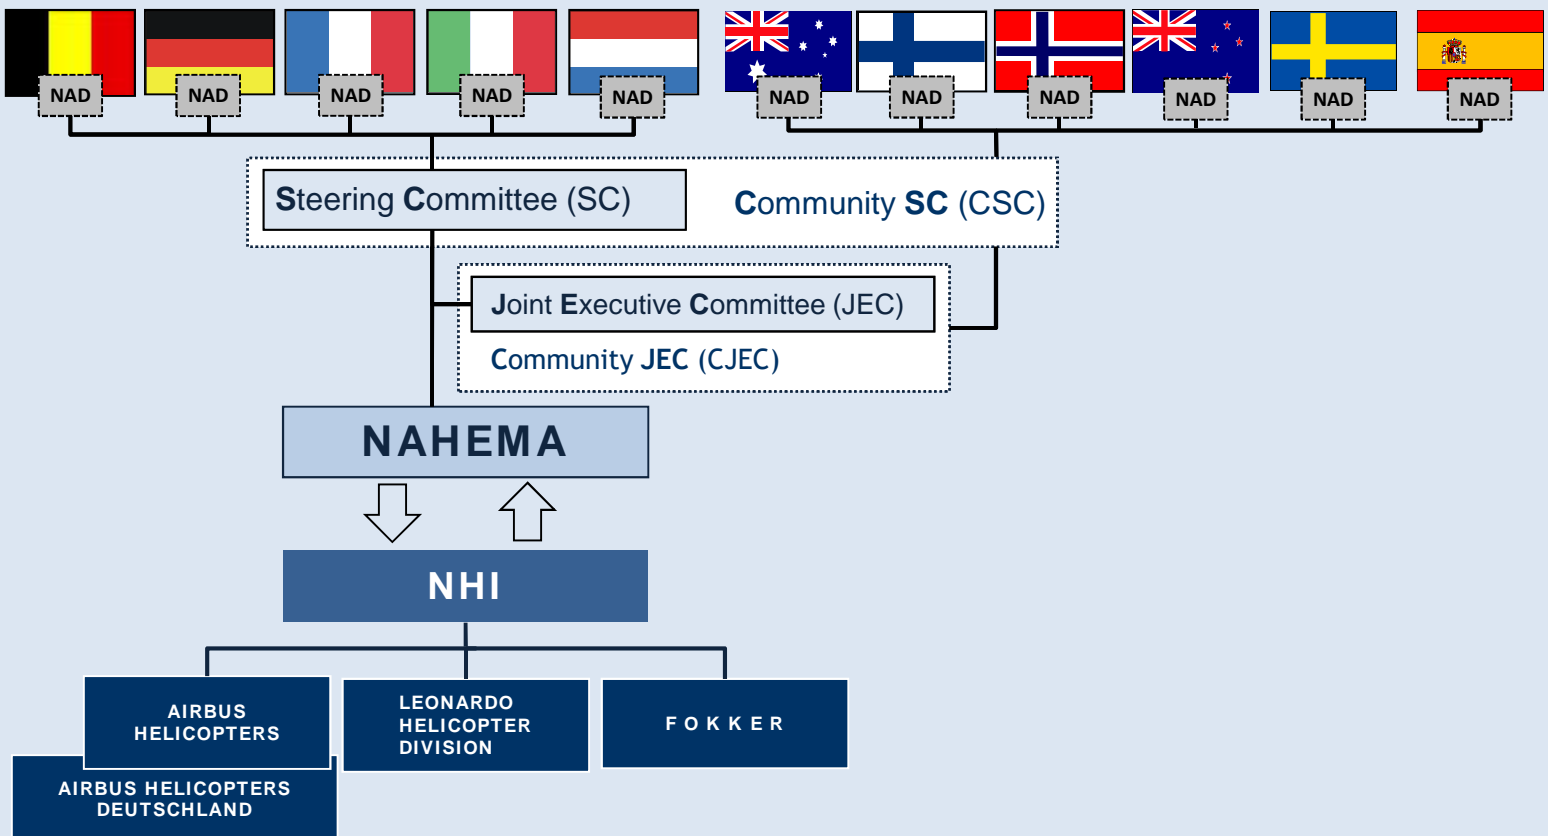 NAD
NAD
NAD
NAD
NAD
NAD
NAD
NAD
NAD
NAD
NAD
Steering Committee (SC)
Community SC (CSC)
Joint Executive Committee (JEC)
Community JEC (CJEC)
NAHEMA
NHI
AIRBUS
HELICOPTERS
LEONARDO
HELICOPTER
DIVISION
FOKKER
AIRBUS HELICOPTERS
DEUTSCHLAND